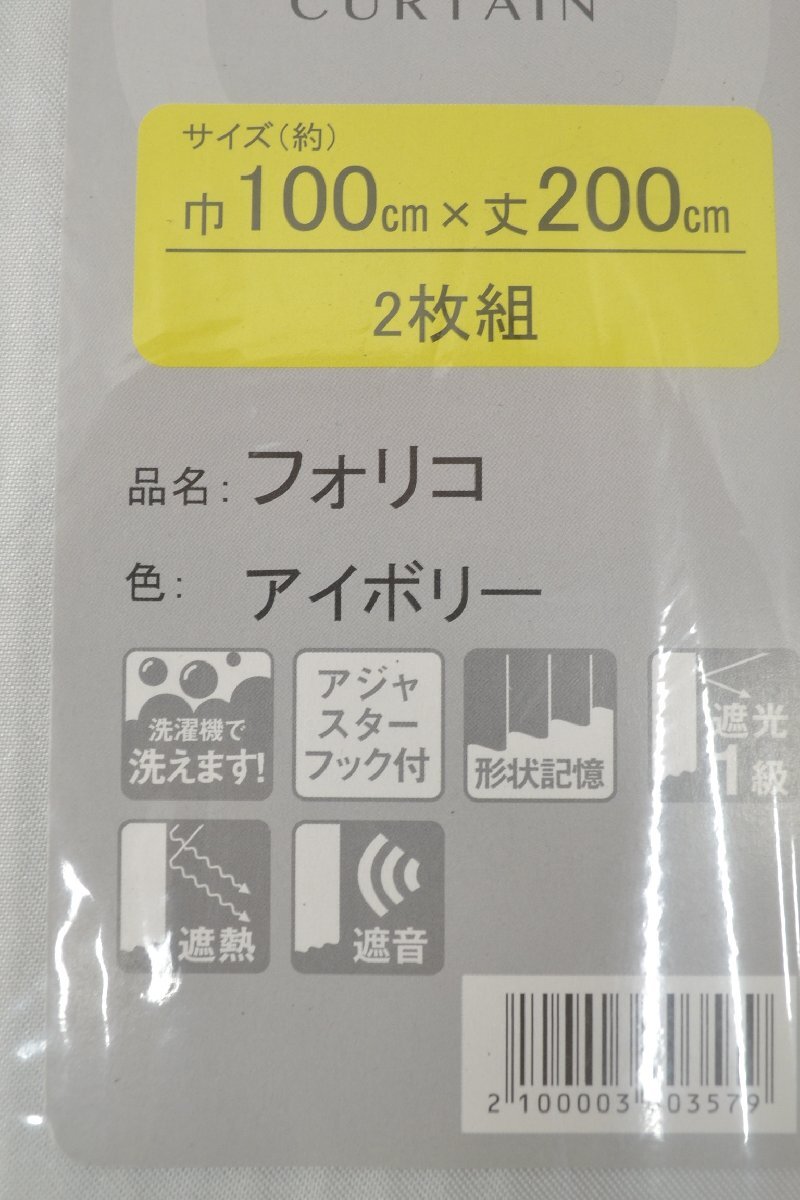 CURTAIN
サイズ（約）
巾100cm×丈200cm
2枚組
品名：フォリコ
色： アイボリー
洗濯機で
洗えます!
アジャ
スター
フック付
形状記憶
遮光
1級
遮熱
遮音
2 100003 03579